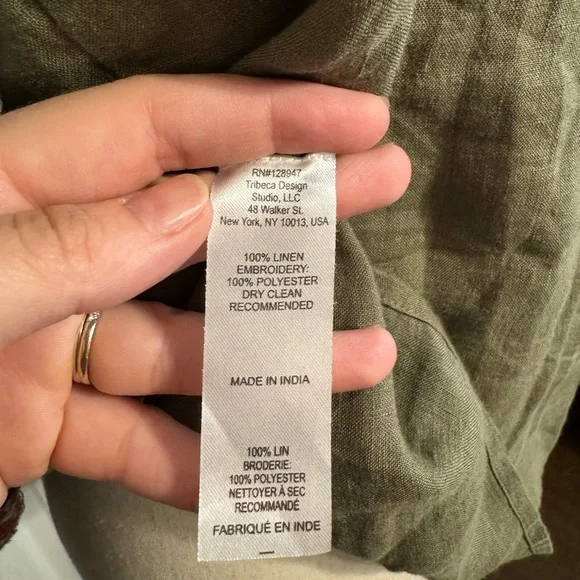 RN#128947
Tribeca Design
Studio, LLC
48 Walker St.
New York, NY 10013, USA
100% LINEN
EMBROIDERY:
100% POLYESTER
DRY CLEAN
RECOMMENDED
MADE IN INDIA
100% LIN
BRODERIE:
100% POLYESTER
NETTOYER À SEC
RECOMMANDÉ
FABRIQUÉ EN INDE